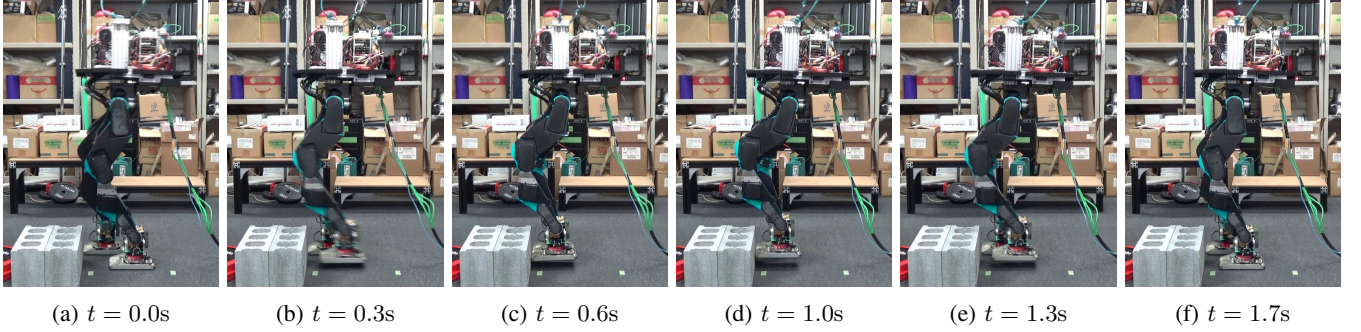 (a) t = 0.0s
(b) t = 0.3s
(c) t = 0.6s
(d) t = 1.0s
(e) t = 1.3s
(f) t = 1.7s